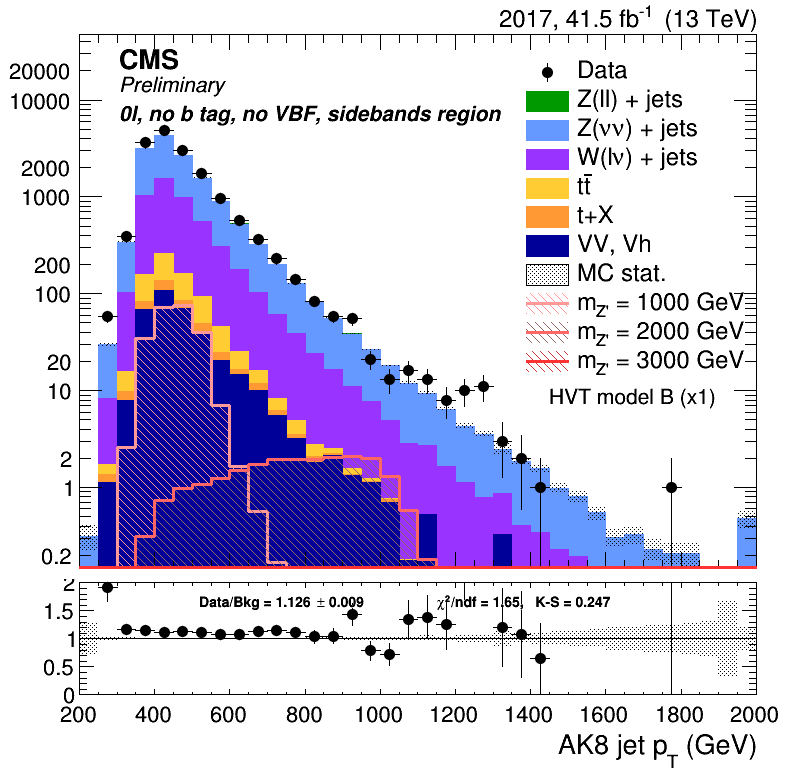 2017, 41.5 fb⁻¹ (13 TeV)
CMS
Preliminary
0l, no b tag, no VBF, sidebands region
Data
Z(ll) + jets
Z(νν) + jets
W(lν) + jets
tt̄
t+X
VV, Vh
MC stat.
m_Z' = 1000 GeV
m_Z' = 2000 GeV
m_Z' = 3000 GeV
HVT model B (x1)
20000
10000
2000
1000
200
100
20
10
2
1
0.2
Data/Bkg = 1.126 ± 0.009 χ²/ndf = 1.65, K-S = 0.247
2
1.5
1
0.5
0
200 400 600 800 1000 1200 1400 1600 1800 2000
AK8 jet p_T (GeV)